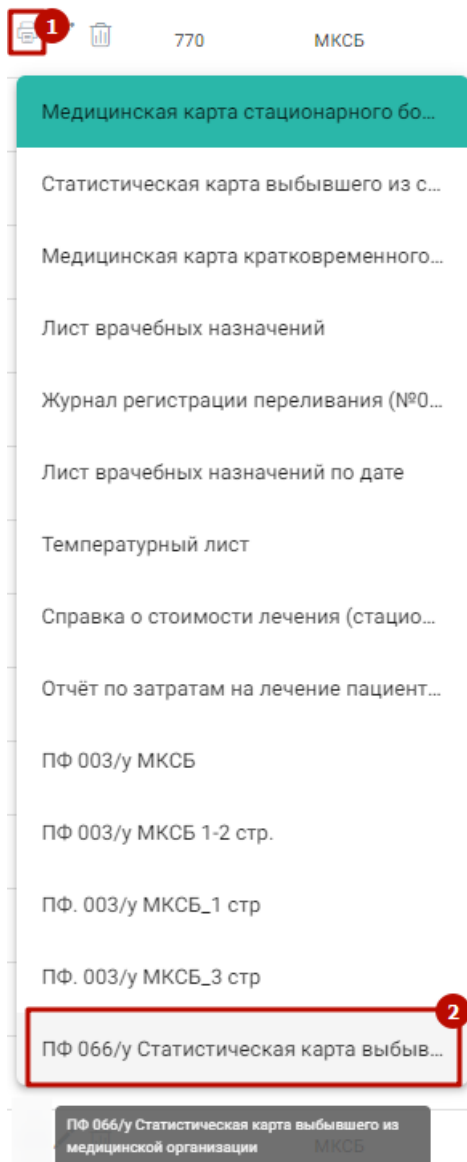 1
770 МКСБ
Медицинская карта стационарного бо...
Статистическая карта выбывшего из с...
Медицинская карта кратковременного...
Лист врачебных назначений
Журнал регистрации переливания (№0...
Лист врачебных назначений по дате
Температурный лист
Справка о стоимости лечения (стацио...
Отчёт по затратам на лечение пациент...
ПФ 003/у МКСБ
ПФ 003/у МКСБ 1-2 стр.
ПФ. 003/у МКСБ_1 стр
ПФ. 003/у МКСБ_3 стр
2
ПФ 066/у Статистическая карта выбыв...
ПФ 066/у Статистическая карта выбывшего из
медицинской организации
МКСБ